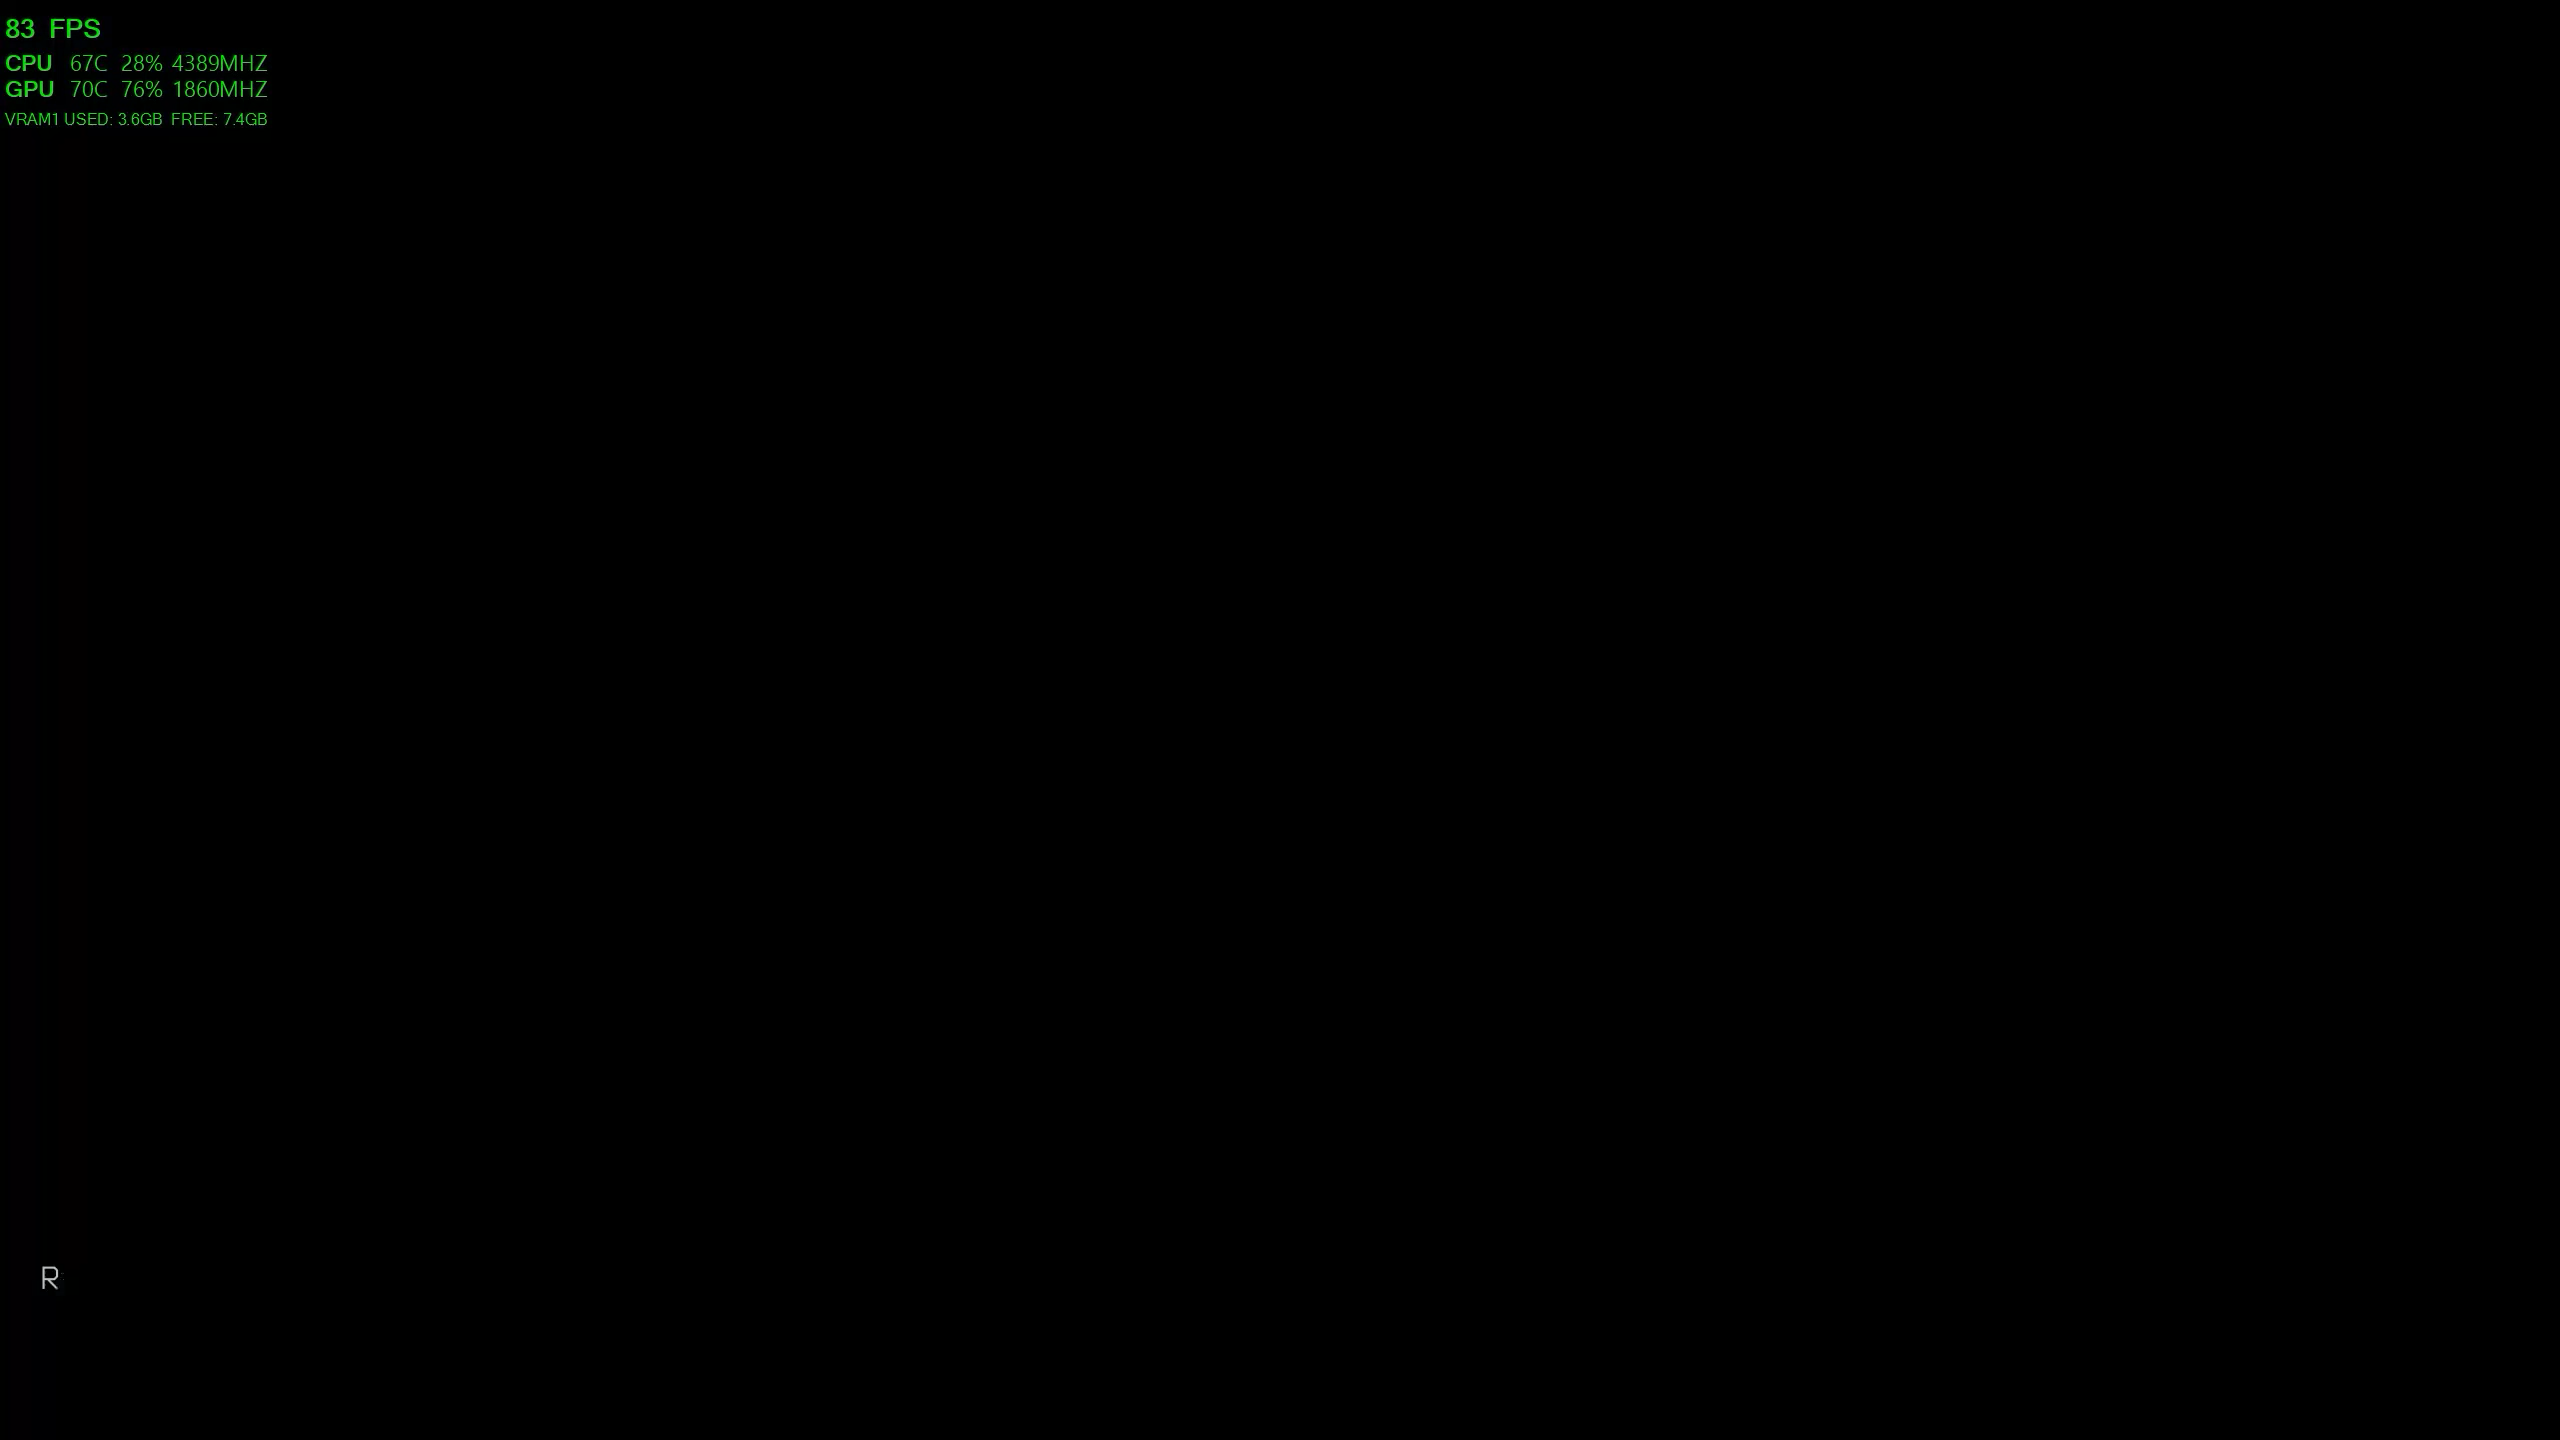 83 FPS
CPU 67C 28% 4389MHZ
GPU 70C 76% 1860MHZ
VRAM1 USED: 3.6GB FREE: 7.4GB
R